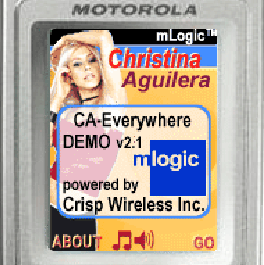 MOTOROLA
mLogic™
Christina
Aguilera
CA-Everywhere
DEMO v2.1
mlogic
powered by
Crisp Wireless Inc.
ABOUT GO